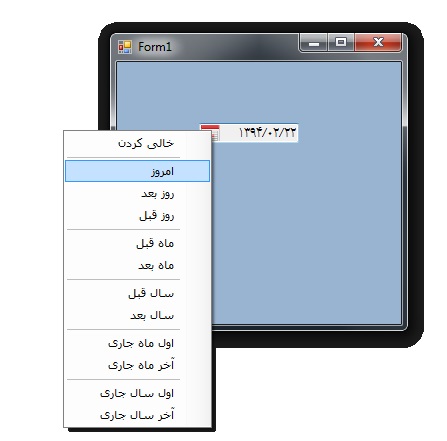 Form1
۱۳۹۴/۰۲/۲۲
خالی کردن
امروز
روز بعد
روز قبل
ماه قبل
ماه بعد
سال قبل
سال بعد
اول ماه جاری
آخر ماه جاری
اول سال جاری
آخر سال جاری